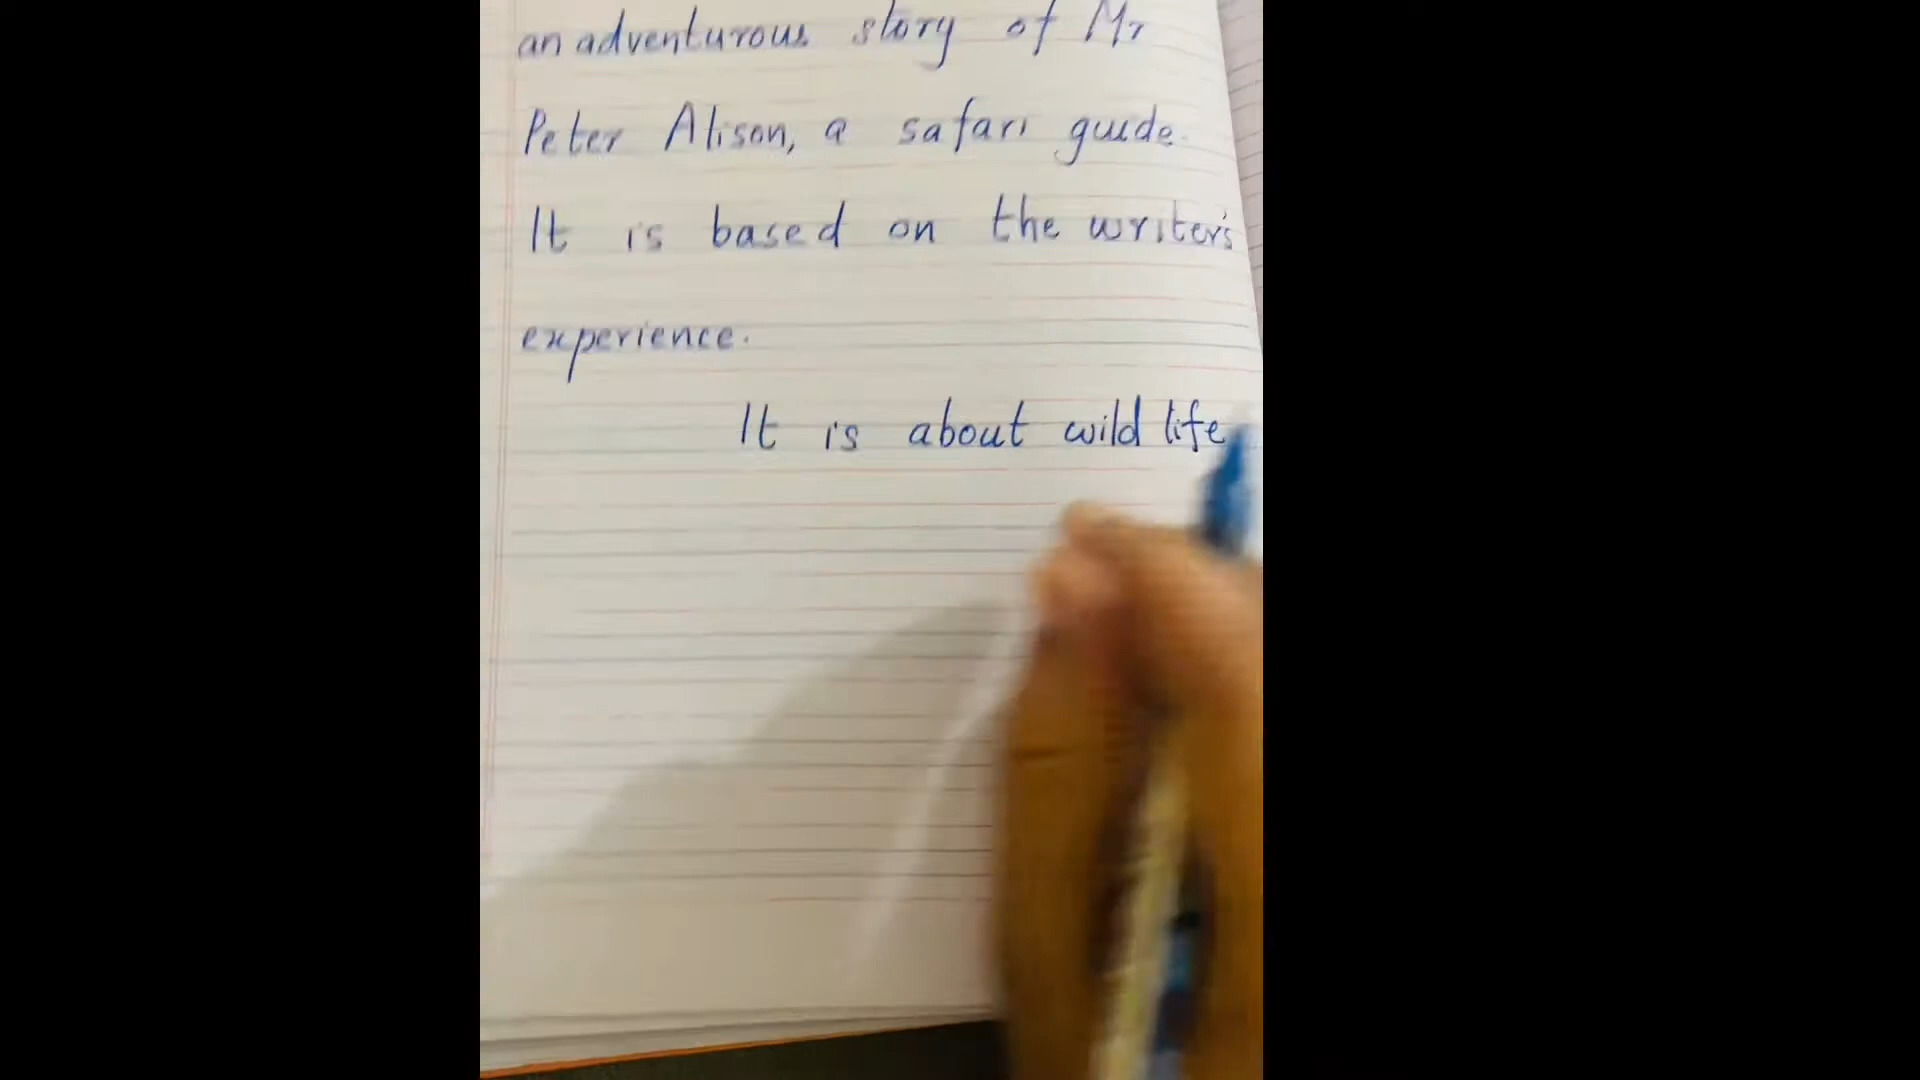 an adventurous story of Mr
Peter Alison, a safari guide.
It is based on the writer's
experience.
It is about wild life